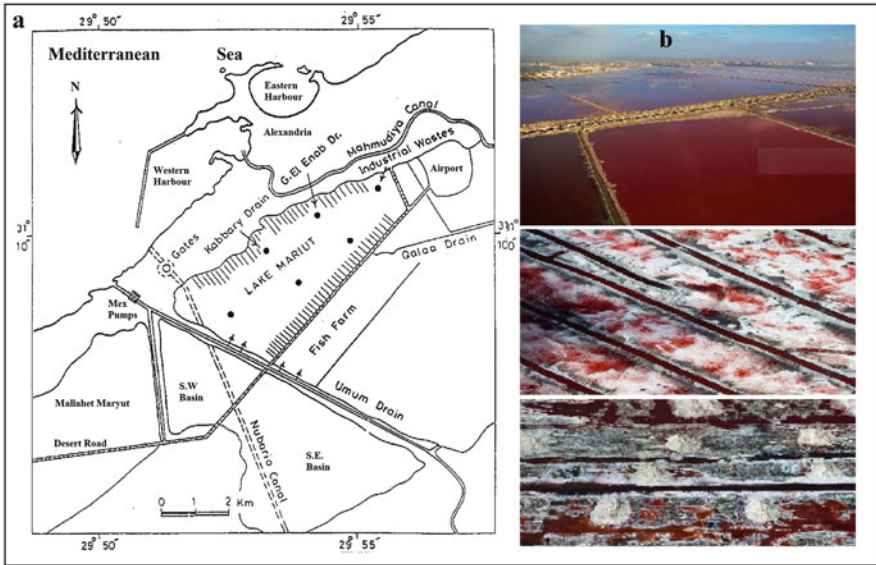 a
29 50
29 55
Mediterranean Sea
N
Eastern
Harbour
Alexandria
Mahmudiya Canal
G-El Enab Dr.
Industrial Wastes
Airport
Western
Harbour
Kabbary Drain
31
10
31
10
Gates
LAKE MARIUT
Qalaa Drain
Mex
Pumps
Fish Farm
S.W
Basin
Umum Drain
Mallahet Maryut
Desert Road
Nubaria Canal
S.E.
Basin
0 1 2
Km
29 50
29 55
b